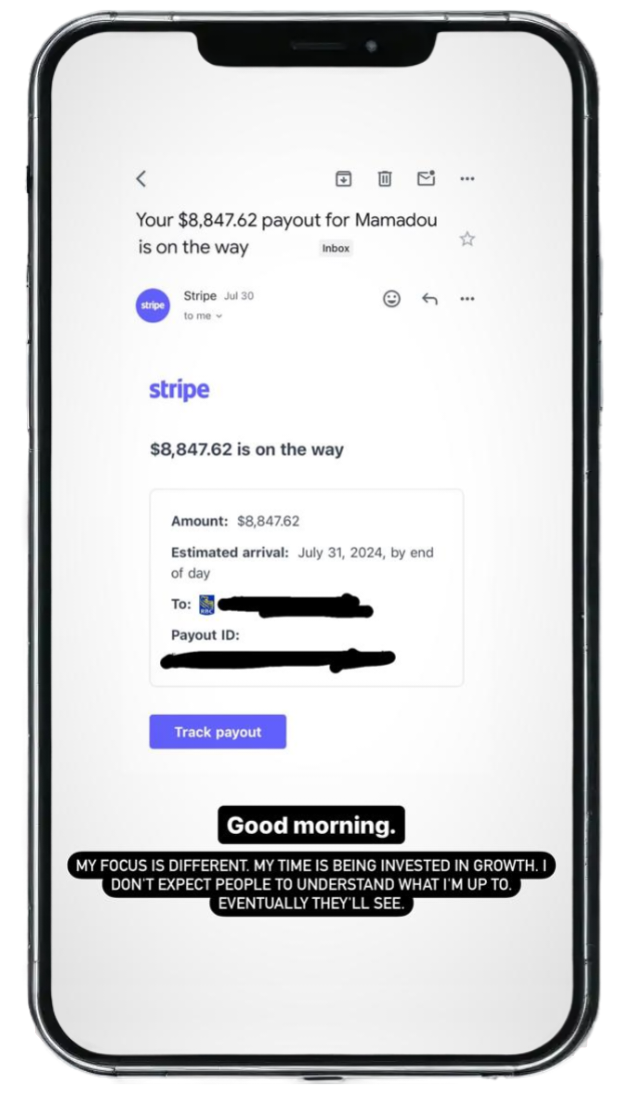 Your $8,847.62 payout for Mamadou
is on the way Inbox
stripe
Stripe Jul 30
to me
stripe
$8,847.62 is on the way
Amount: $8,847.62
Estimated arrival: July 31, 2024, by end
of day
To: RBC
Payout ID:
Track payout
Good morning.
MY FOCUS IS DIFFERENT. MY TIME IS BEING INVESTED IN GROWTH. I
DON'T EXPECT PEOPLE TO UNDERSTAND WHAT I'M UP TO.
EVENTUALLY THEY'LL SEE.